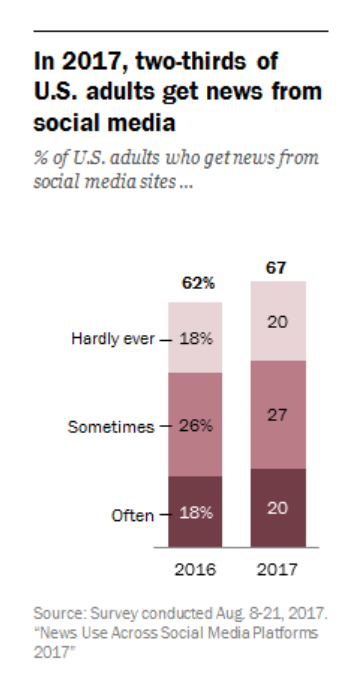 In 2017, two-thirds of
U.S. adults get news from
social media
% of U.S. adults who get news from
social media sites ...
62% 67
Hardly ever 18% 20
Sometimes 26% 27
Often 18% 20
2016 2017
Source: Survey conducted Aug. 8-21, 2017.
“News Use Across Social Media Platforms
2017”